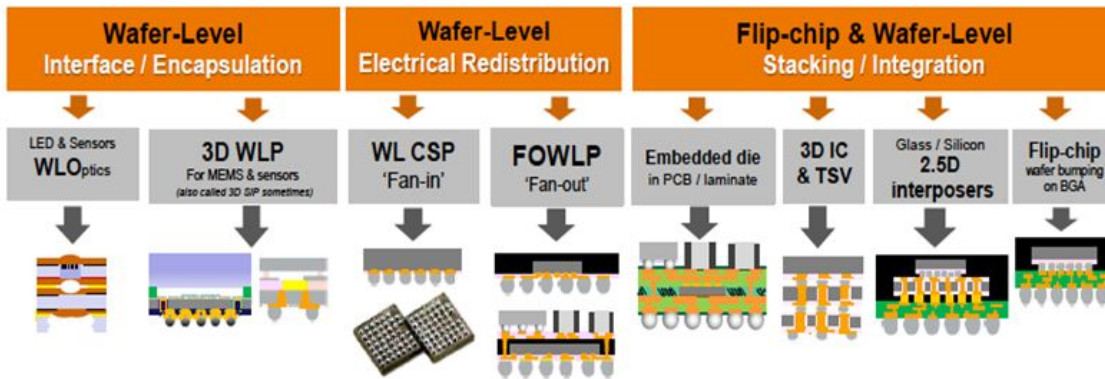 Wafer-Level
Interface / Encapsulation
Wafer-Level
Electrical Redistribution
Flip-chip & Wafer-Level
Stacking / Integration
LED & Sensors
WLOptics
3D WLP
For MEMS & sensors
(also called 3D SIP sometimes)
WL CSP
'Fan-in'
FOWLP
'Fan-out'
Embedded die
in PCB / laminate
3D IC
& TSV
Glass / Silicon
2.5D
interposers
Flip-chip
wafer bumping
on BGA